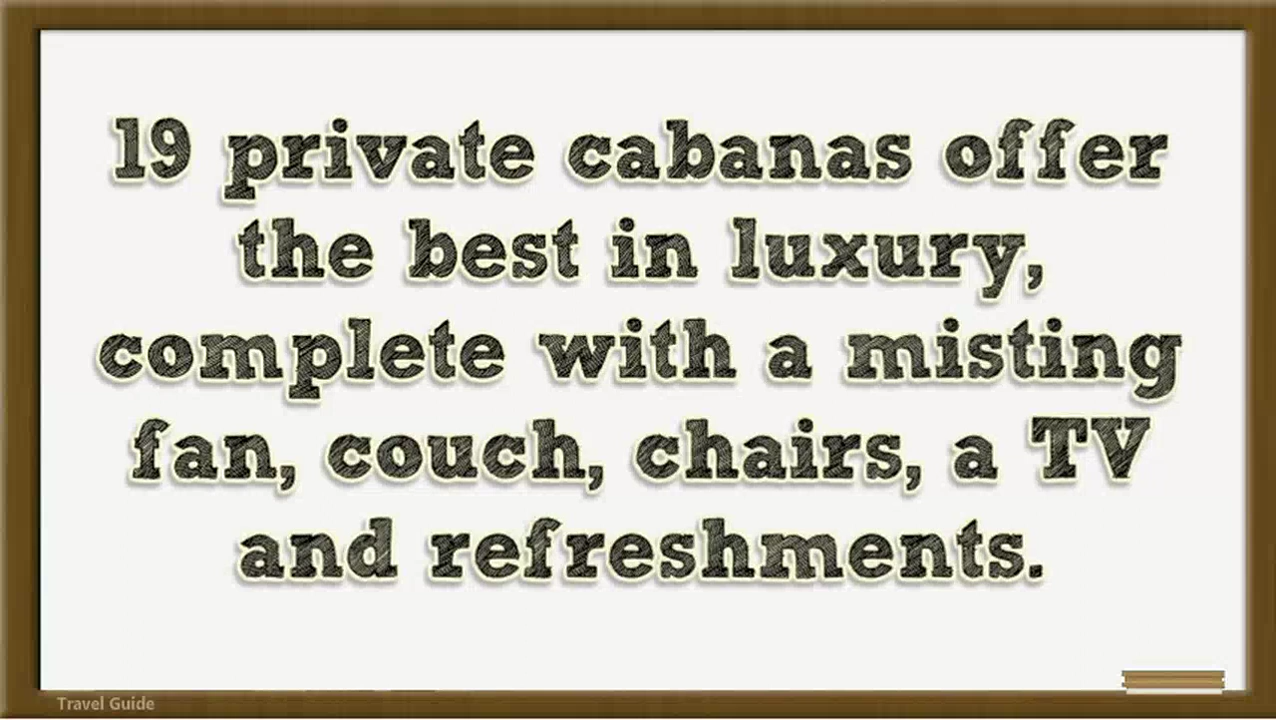 19 private cabanas offer
the best in luxury,
complete with a misting
fan, couch, chairs, a TV
and refreshments.
Travel Guide